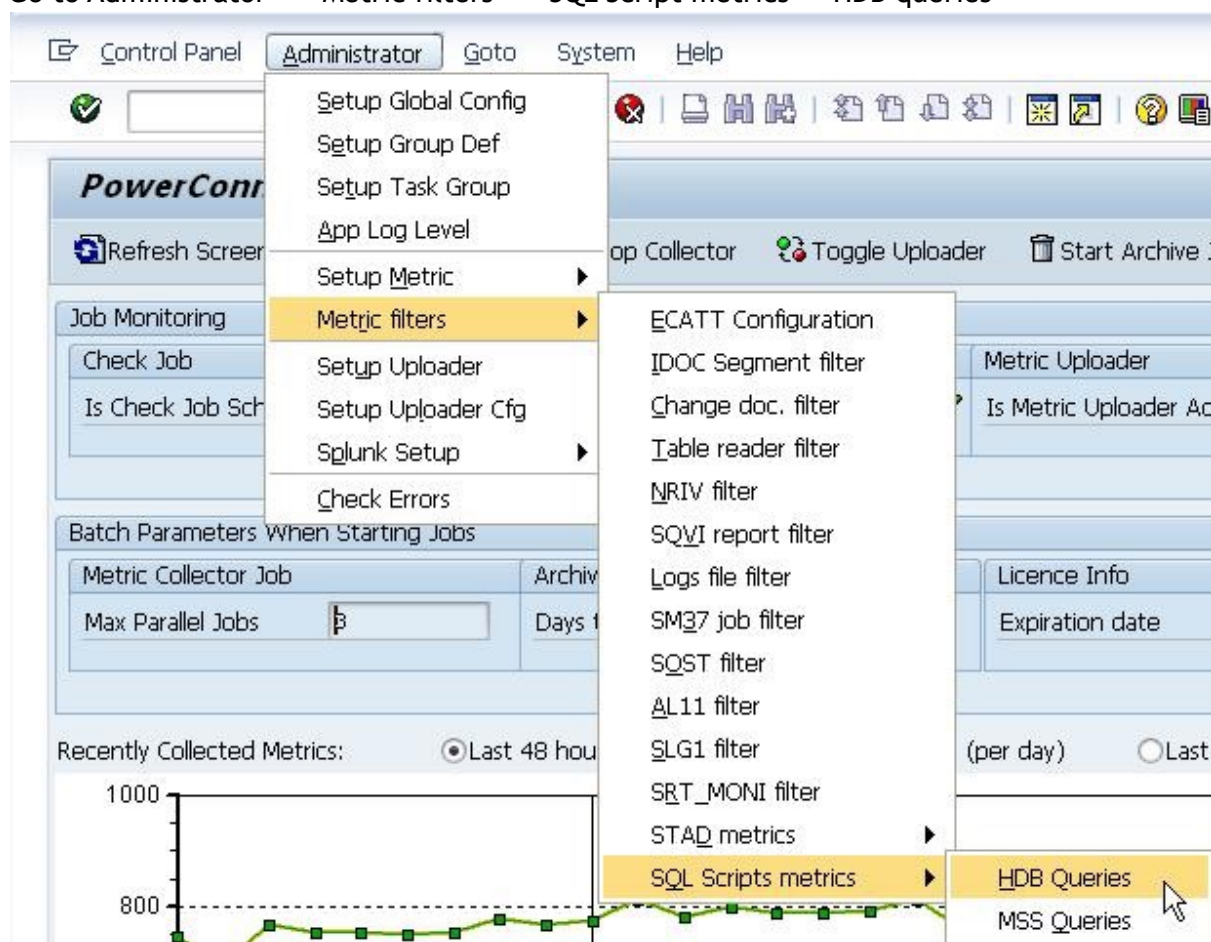 Control Panel Administrator Goto System Help
Setup Global Config
Setup Group Def
Setup Task Group
App Log Level
Setup Metric
Metric filters
Setup Uploader
Setup Uploader Cfg
Splunk Setup
Check Errors
PowerConn
Refresh Screen op Collector Toggle Uploader Start Archive J
Job Monitoring
Check Job Metric Uploader
Is Check Job Sch ? Is Metric Uploader Ac
ECATT Configuration
IDOC Segment filter
Change doc. filter
Table reader filter
NRIV filter
SQVI report filter
Logs file filter
SM37 job filter
SOST filter
AL11 filter
SLG1 filter
SRT_MONI filter
STAD metrics
SQL Scripts metrics
HDB Queries
MSS Queries
Batch Parameters When Starting Jobs
Metric Collector Job Archiv Licence Info
Max Parallel Jobs 3 Days t Expiration date
Recently Collected Metrics: Last 48 hou (per day) Last
1000
800